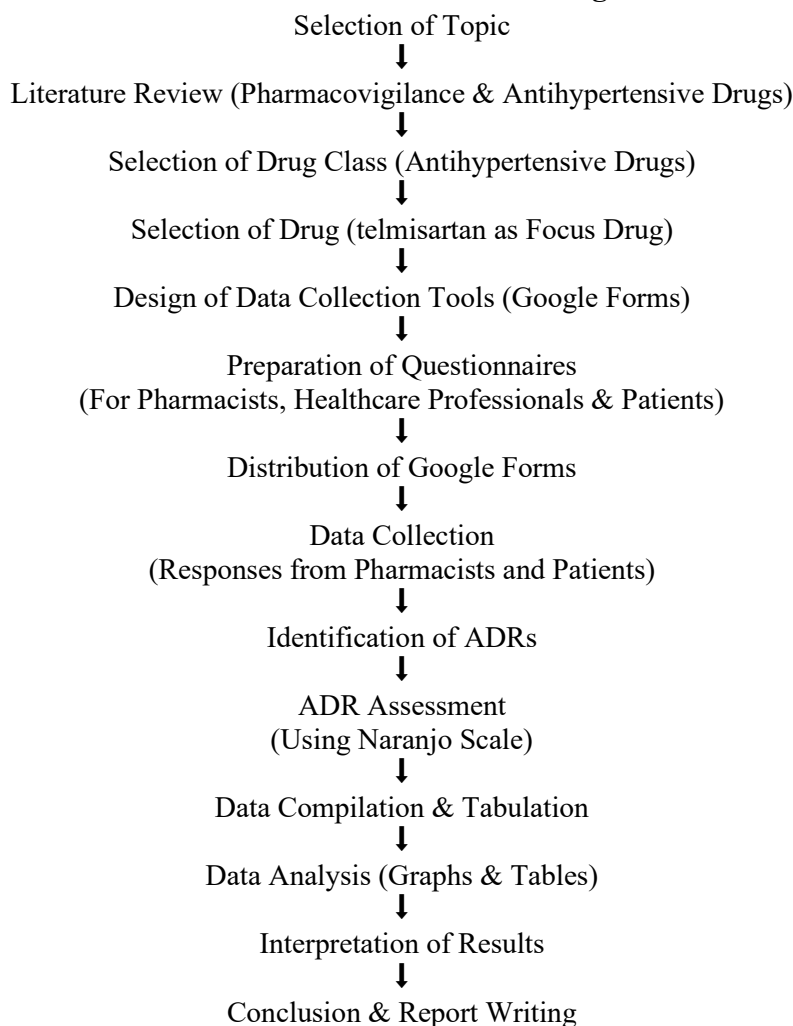 Selection of Topic
Literature Review (Pharmacovigilance & Antihypertensive Drugs)
Selection of Drug Class (Antihypertensive Drugs)
Selection of Drug (telmisartan as Focus Drug)
Design of Data Collection Tools (Google Forms)
Preparation of Questionnaires
(For Pharmacists, Healthcare Professionals & Patients)
Distribution of Google Forms
Data Collection
(Responses from Pharmacists and Patients)
Identification of ADRs
ADR Assessment
(Using Naranjo Scale)
Data Compilation & Tabulation
Data Analysis (Graphs & Tables)
Interpretation of Results
Conclusion & Report Writing